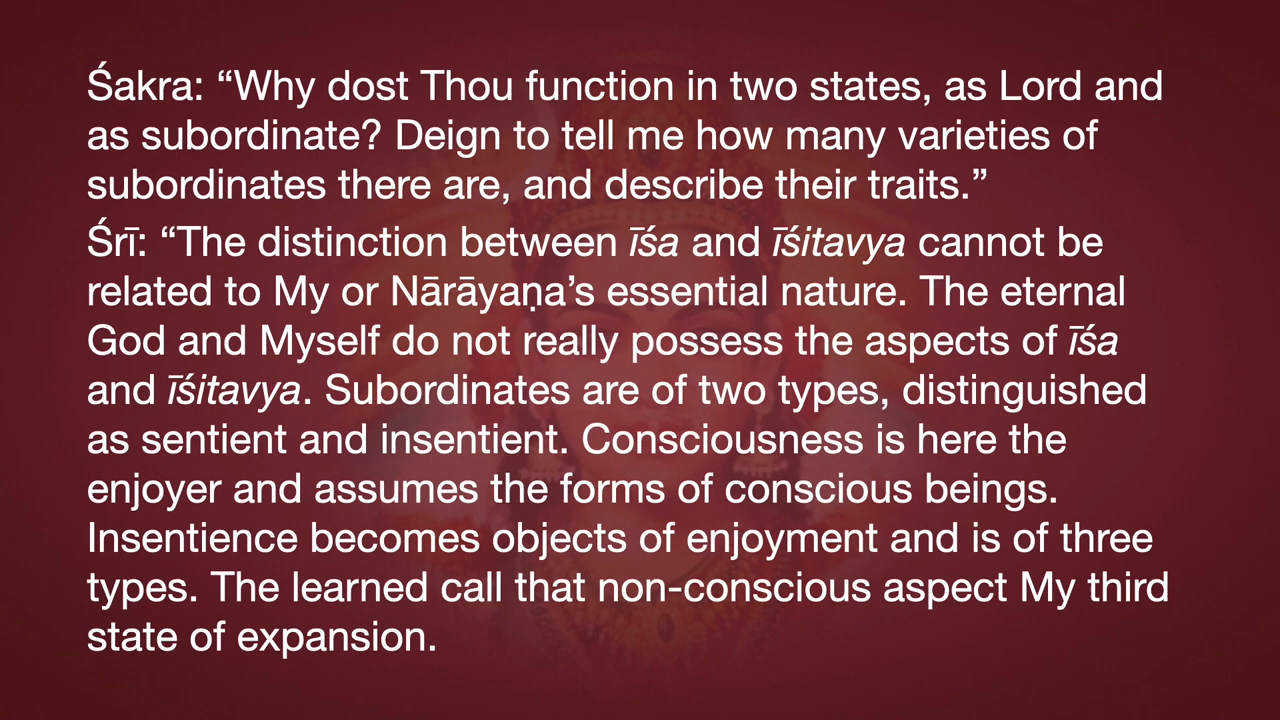 Śakra: “Why dost Thou function in two states, as Lord and
as subordinate? Deign to tell me how many varieties of
subordinates there are, and describe their traits.”
Śrī: “The distinction between īśa and īśitavya cannot be
related to My or Nārāyaṇa’s essential nature. The eternal
God and Myself do not really possess the aspects of īśa
and īśitavya. Subordinates are of two types, distinguished
as sentient and insentient. Consciousness is here the
enjoyer and assumes the forms of conscious beings.
Insentience becomes objects of enjoyment and is of three
types. The learned call that non-conscious aspect My third
state of expansion.